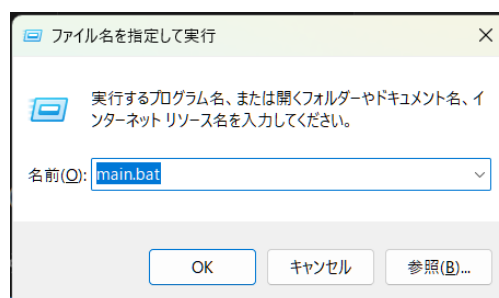 ファイル名を指定して実行
実行するプログラム名、または開くフォルダーやドキュメント名、イ
ンターネット リソース名を入力してください。
名前(O): main.bat
OK キャンセル 参照(B)...